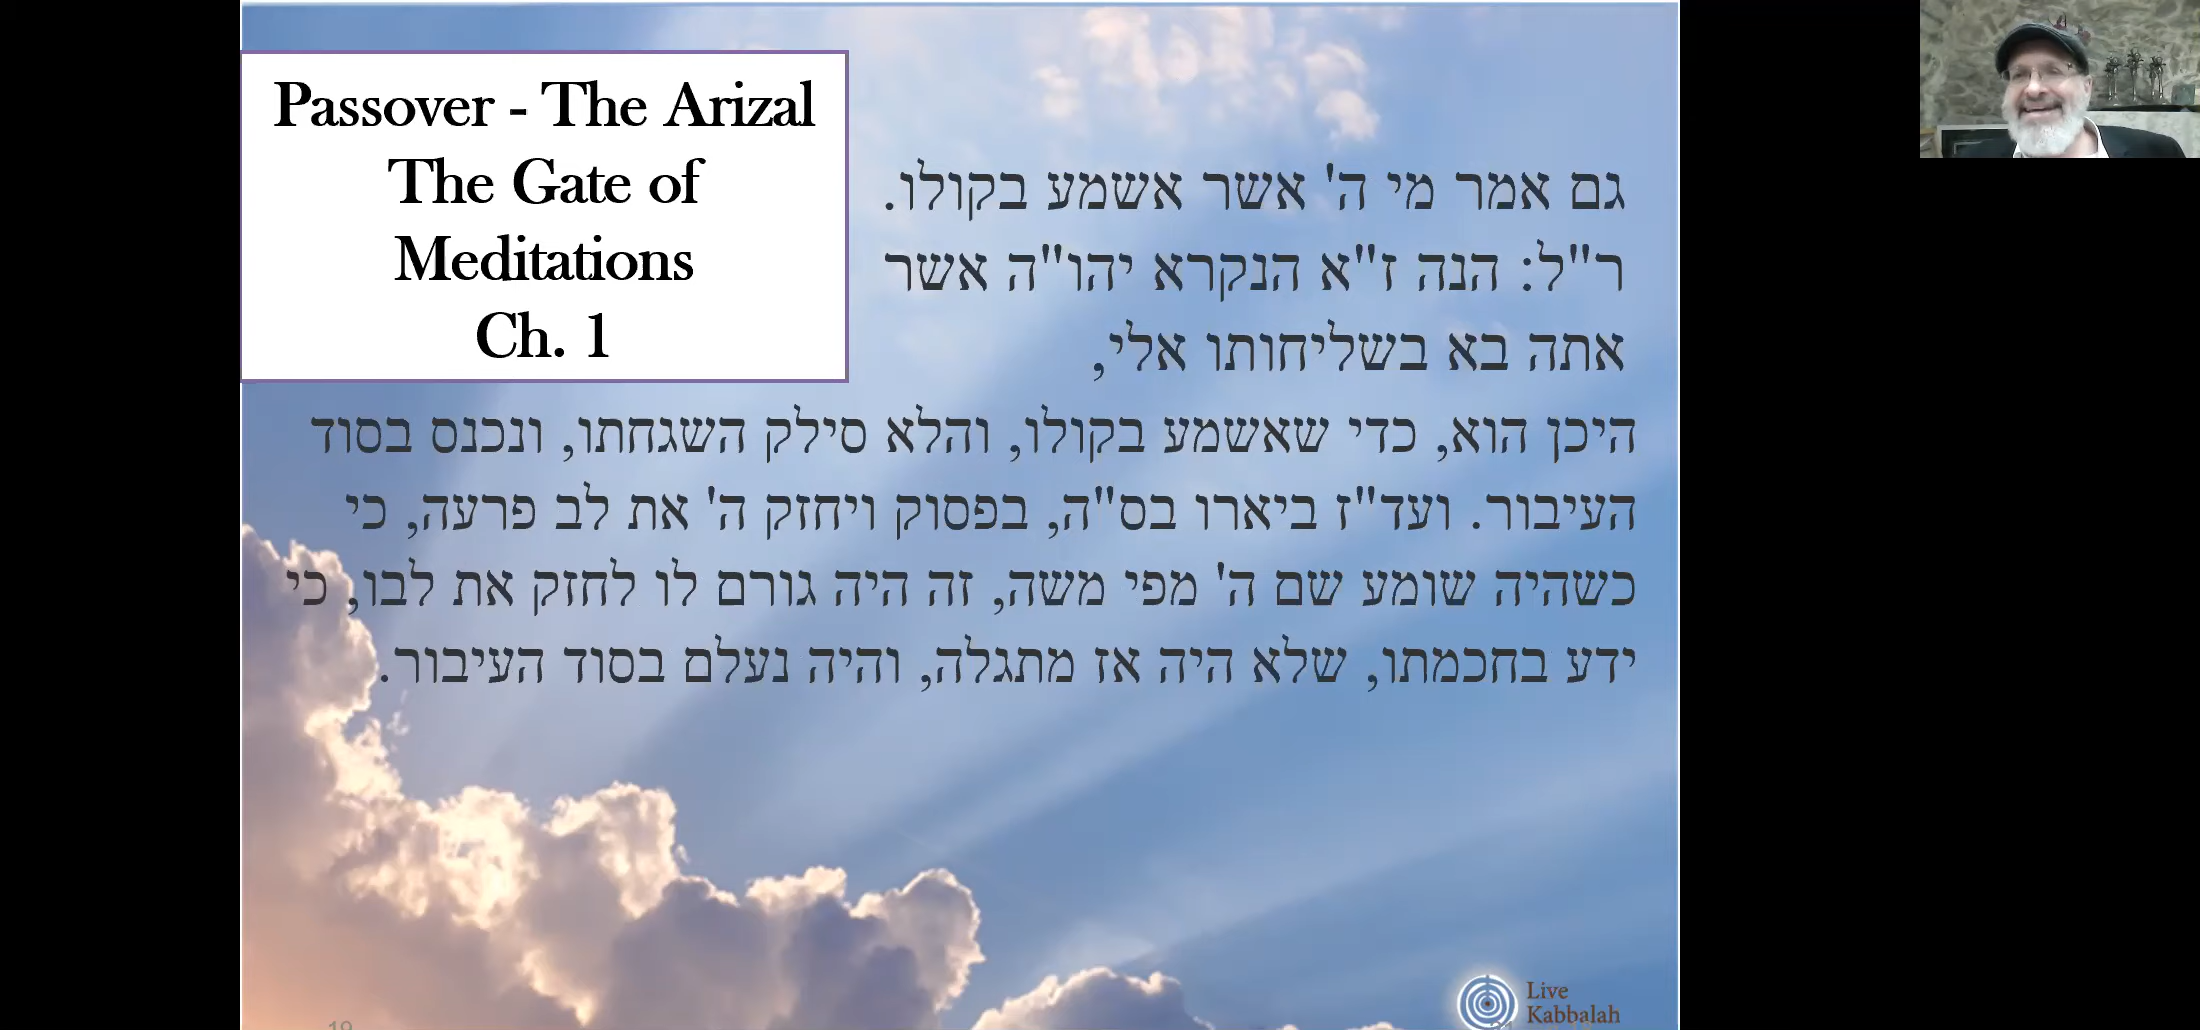 Passover - The Arizal
The Gate of
Meditations
Ch. 1
גם אמר מי ה' אשר אשמע בקולו.
ר"ל: הנה ז"א הנקרא יהו"ה אשר
אתה בא בשליחותו אלי,
היכן הוא, כדי שאשמע בקולו, והלא סילק השגחתו, ונכנס בסוד
העיבור. ועד"ז ביארו בס"ה, בפסוק ויחזק ה' את לב פרעה, כי
כשהיה שומע שם ה' מפי משה, זה היה גורם לו לחזק את לבו, כי
ידע בחכמתו, שלא היה אז מתגלה, והיה נעלם בסוד העיבור.
Live
Kabbalah
19